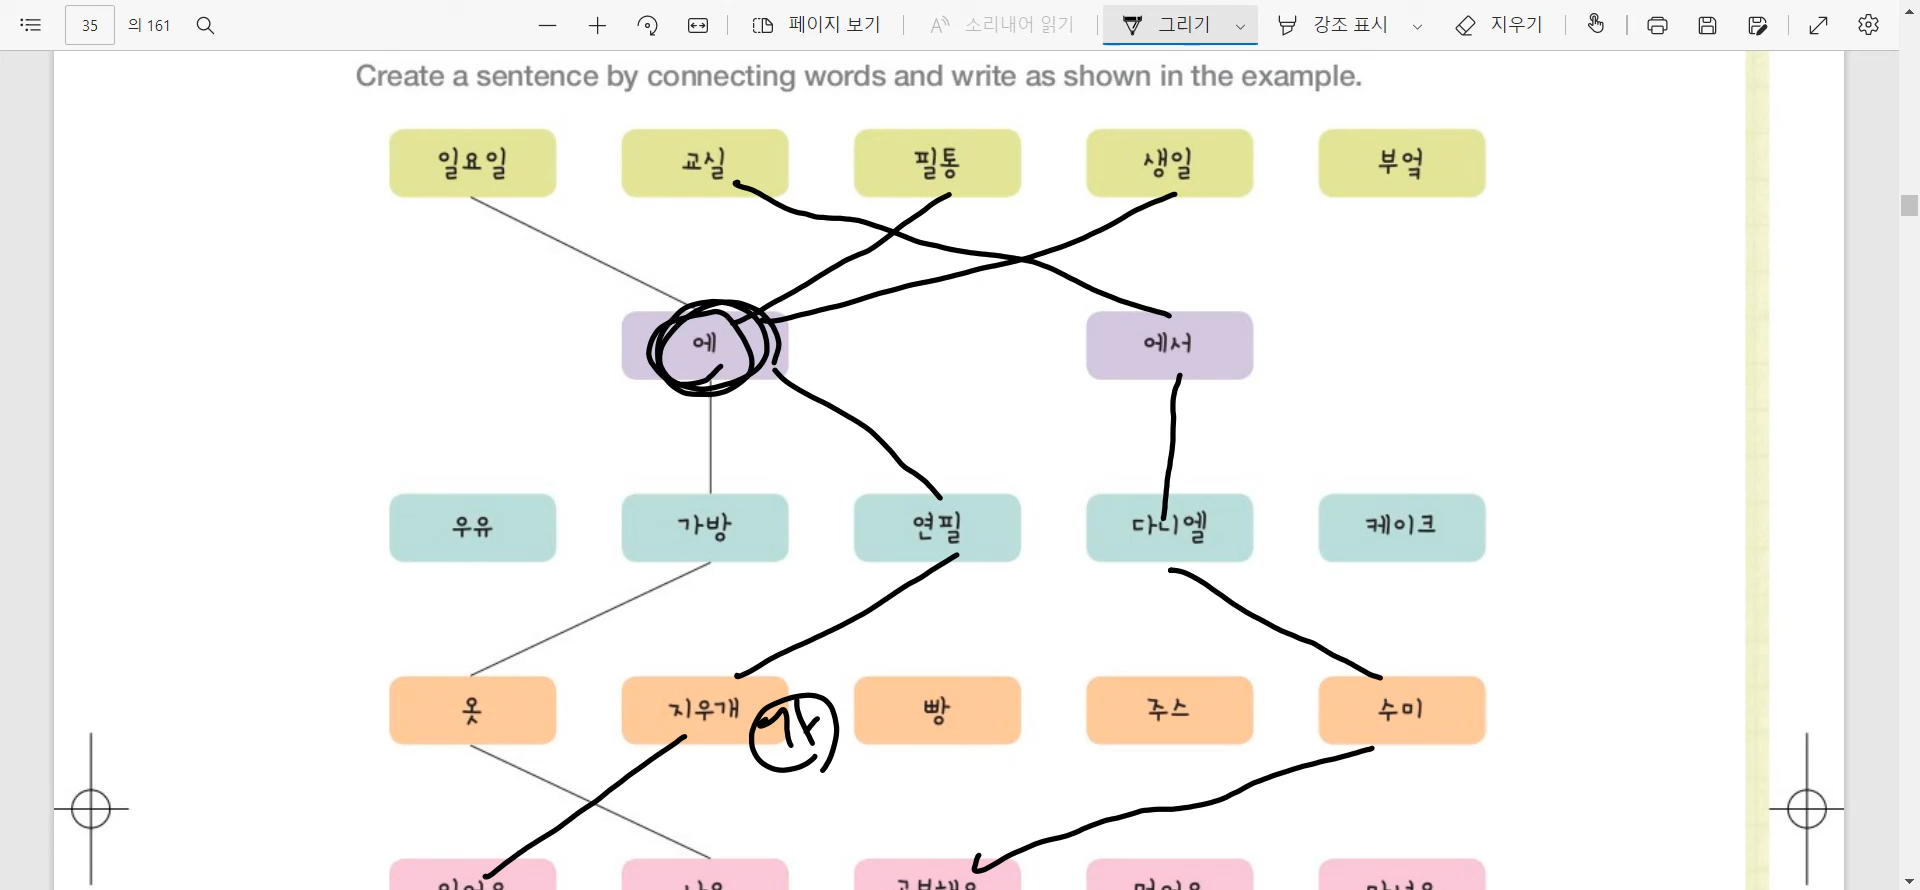 35 의 161 페이지 보기 소리내어 읽기 그리기 강조 표시 지우기
Create a sentence by connecting words and write as shown in the example.
일요일 교실 필통 생일 부엌
에 에서
우유 가방 연필 다니엘 케이크
옷 지우개 빵 주스 수미